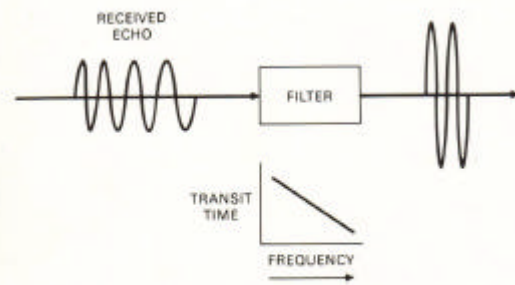 RECEIVED
ECHO
FILTER
TRANSIT
TIME
FREQUENCY